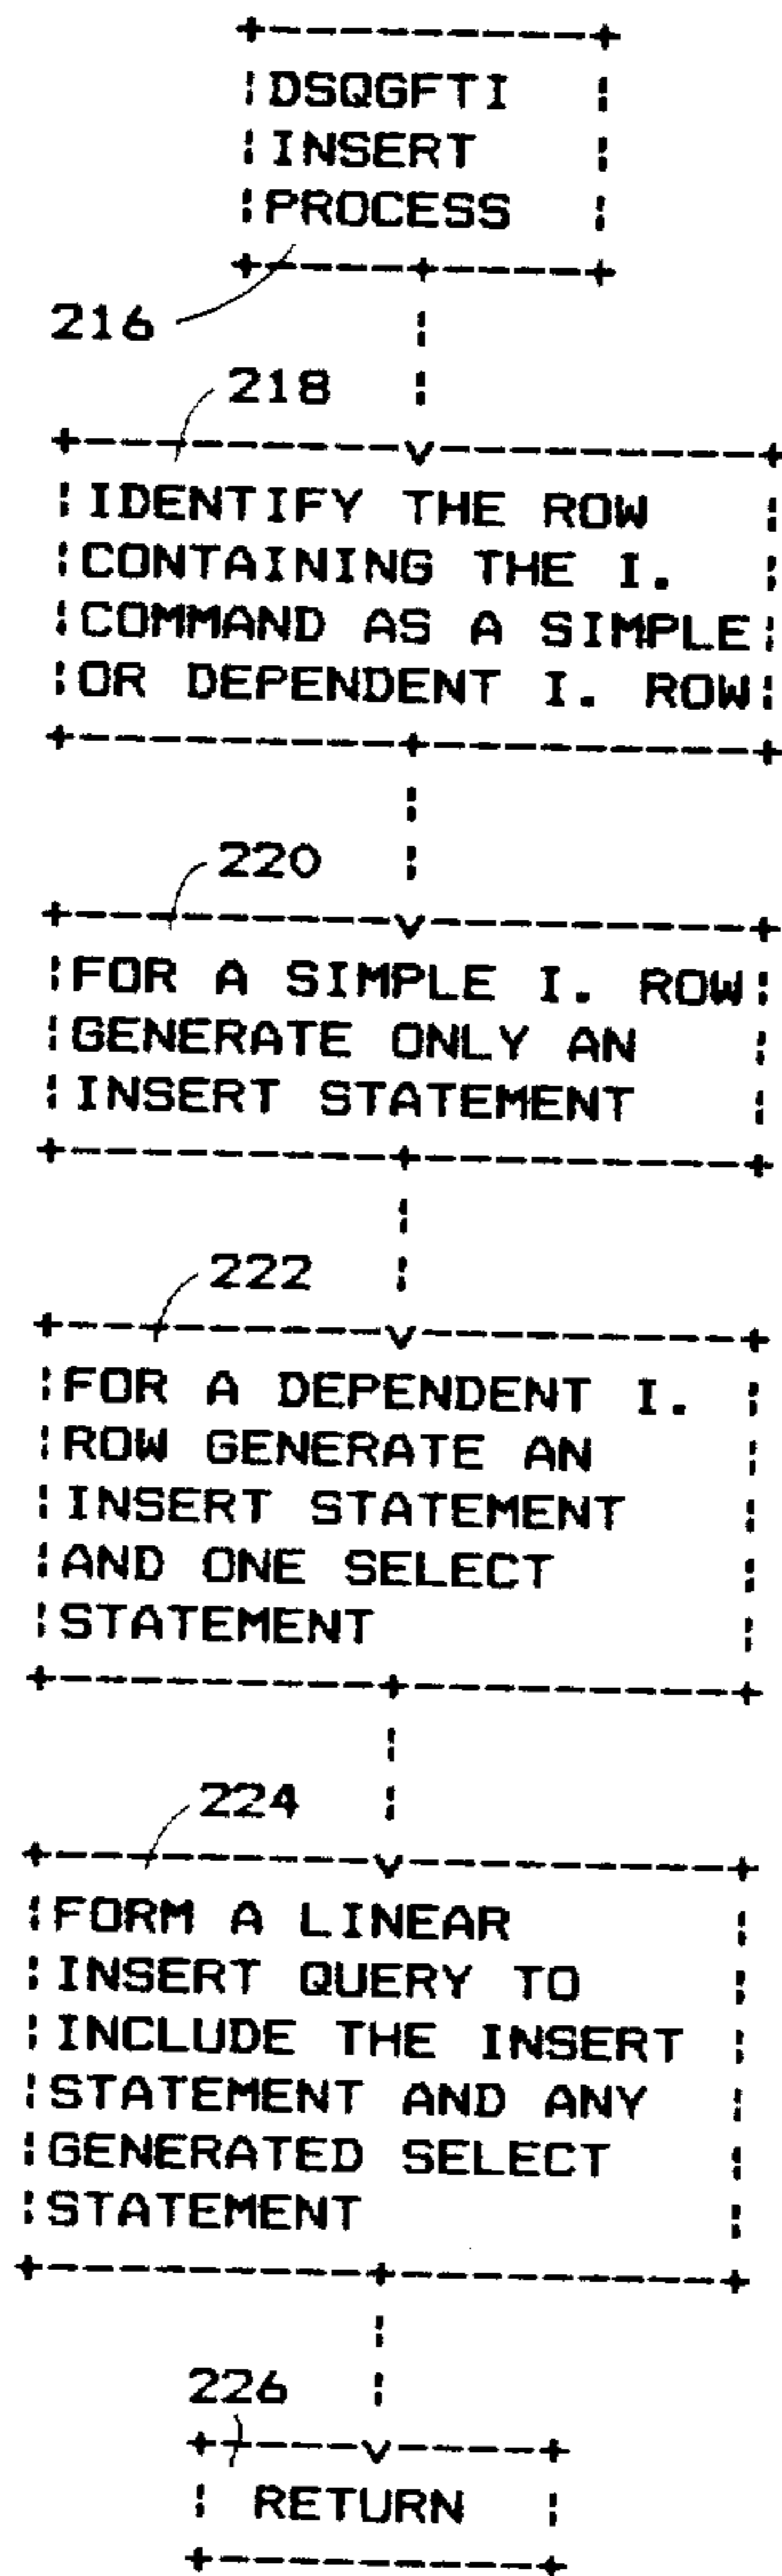 DSQGFTI
INSERT
PROCESS
216
218
IDENTIFY THE ROW
CONTAINING THE I.
COMMAND AS A SIMPLE
OR DEPENDENT I. ROW
220
FOR A SIMPLE I. ROW
GENERATE ONLY AN
INSERT STATEMENT
222
FOR A DEPENDENT I.
ROW GENERATE AN
INSERT STATEMENT
AND ONE SELECT
STATEMENT
224
FORM A LINEAR
INSERT QUERY TO
INCLUDE THE INSERT
STATEMENT AND ANY
GENERATED SELECT
STATEMENT
226
RETURN